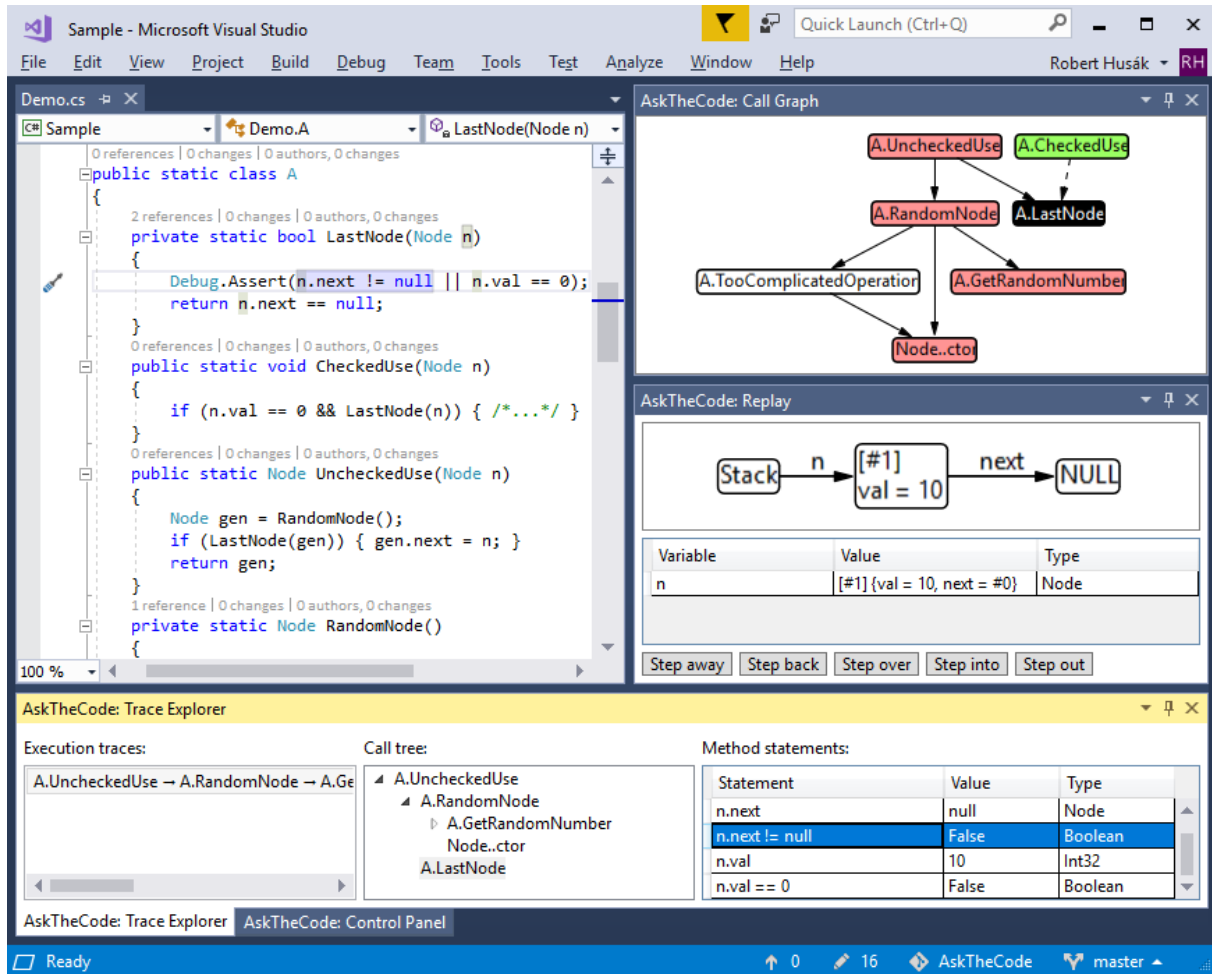 Sample - Microsoft Visual Studio
Quick Launch (Ctrl+Q)
File Edit View Project Build Debug Team Tools Test Analyze Window Help
Robert Husák RH
Demo.cs
C# Sample Demo.A LastNode(Node n)
0 references | 0 changes | 0 authors, 0 changes
public static class A
{
2 references | 0 changes | 0 authors, 0 changes
private static bool LastNode(Node n)
{
Debug.Assert(n.next != null || n.val == 0);
return n.next == null;
}
0 references | 0 changes | 0 authors, 0 changes
public static void CheckedUse(Node n)
{
if (n.val == 0 && LastNode(n)) { /*...*/ }
}
0 references | 0 changes | 0 authors, 0 changes
public static Node UncheckedUse(Node n)
{
Node gen = RandomNode();
if (LastNode(gen)) { gen.next = n; }
return gen;
}
1 reference | 0 changes | 0 authors, 0 changes
private static Node RandomNode()
{
100 %
AskTheCode: Call Graph
A.UncheckedUse A.CheckedUse
A.RandomNode A.LastNode
A.TooComplicatedOperation A.GetRandomNumber
Node..ctor
AskTheCode: Replay
Stack n [#1] next NULL
val = 10
Variable Value Type
n [#1] {val = 10, next = #0} Node
Step away Step back Step over Step into Step out
AskTheCode: Trace Explorer
Execution traces:
A.UncheckedUse → A.RandomNode → A.Ge
Call tree:
A.UncheckedUse
A.RandomNode
A.GetRandomNumber
Node..ctor
A.LastNode
Method statements:
Statement Value Type
n.next null Node
n.next != null False Boolean
n.val 10 Int32
n.val == 0 False Boolean
AskTheCode: Trace Explorer AskTheCode: Control Panel
Ready 0 16 AskTheCode master